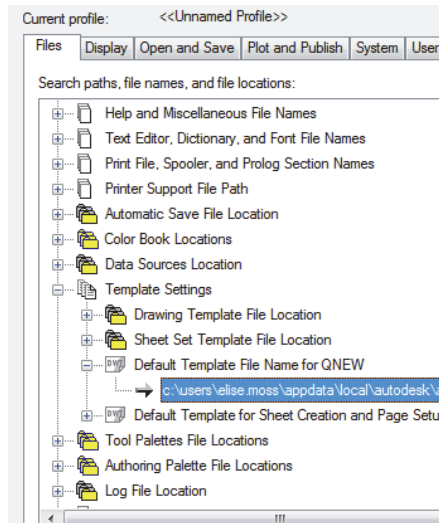 Current profile: <<Unnamed Profile>>
Files Display Open and Save Plot and Publish System User
Search paths, file names, and file locations:
Help and Miscellaneous File Names
Text Editor, Dictionary, and Font File Names
Print File, Spooler, and Prolog Section Names
Printer Support File Path
Automatic Save File Location
Color Book Locations
Data Sources Location
Template Settings
Drawing Template File Location
Sheet Set Template File Location
Default Template File Name for QNEW
c:\users\elise.moss\appdata\local\autodesk\a
Default Template for Sheet Creation and Page Setu
Tool Palettes File Locations
Authoring Palette File Locations
Log File Location